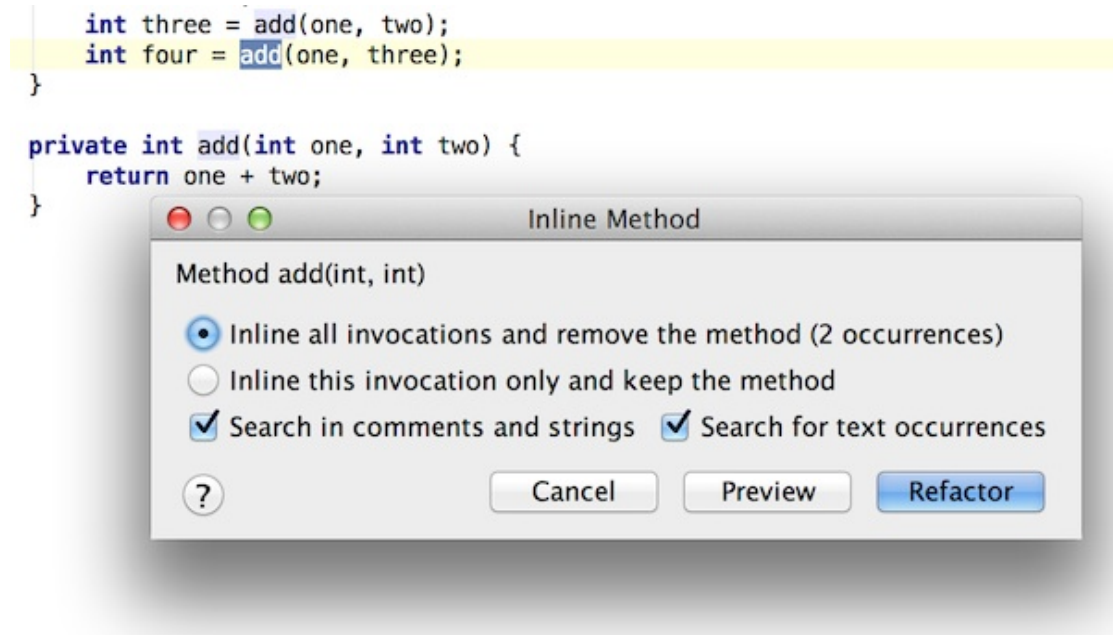 int three = add(one, two);
int four = add(one, three);
}
private int add(int one, int two) {
return one + two;
}
Inline Method
Method add(int, int)
Inline all invocations and remove the method (2 occurrences)
Inline this invocation only and keep the method
Search in comments and strings Search for text occurrences
? Cancel Preview Refactor